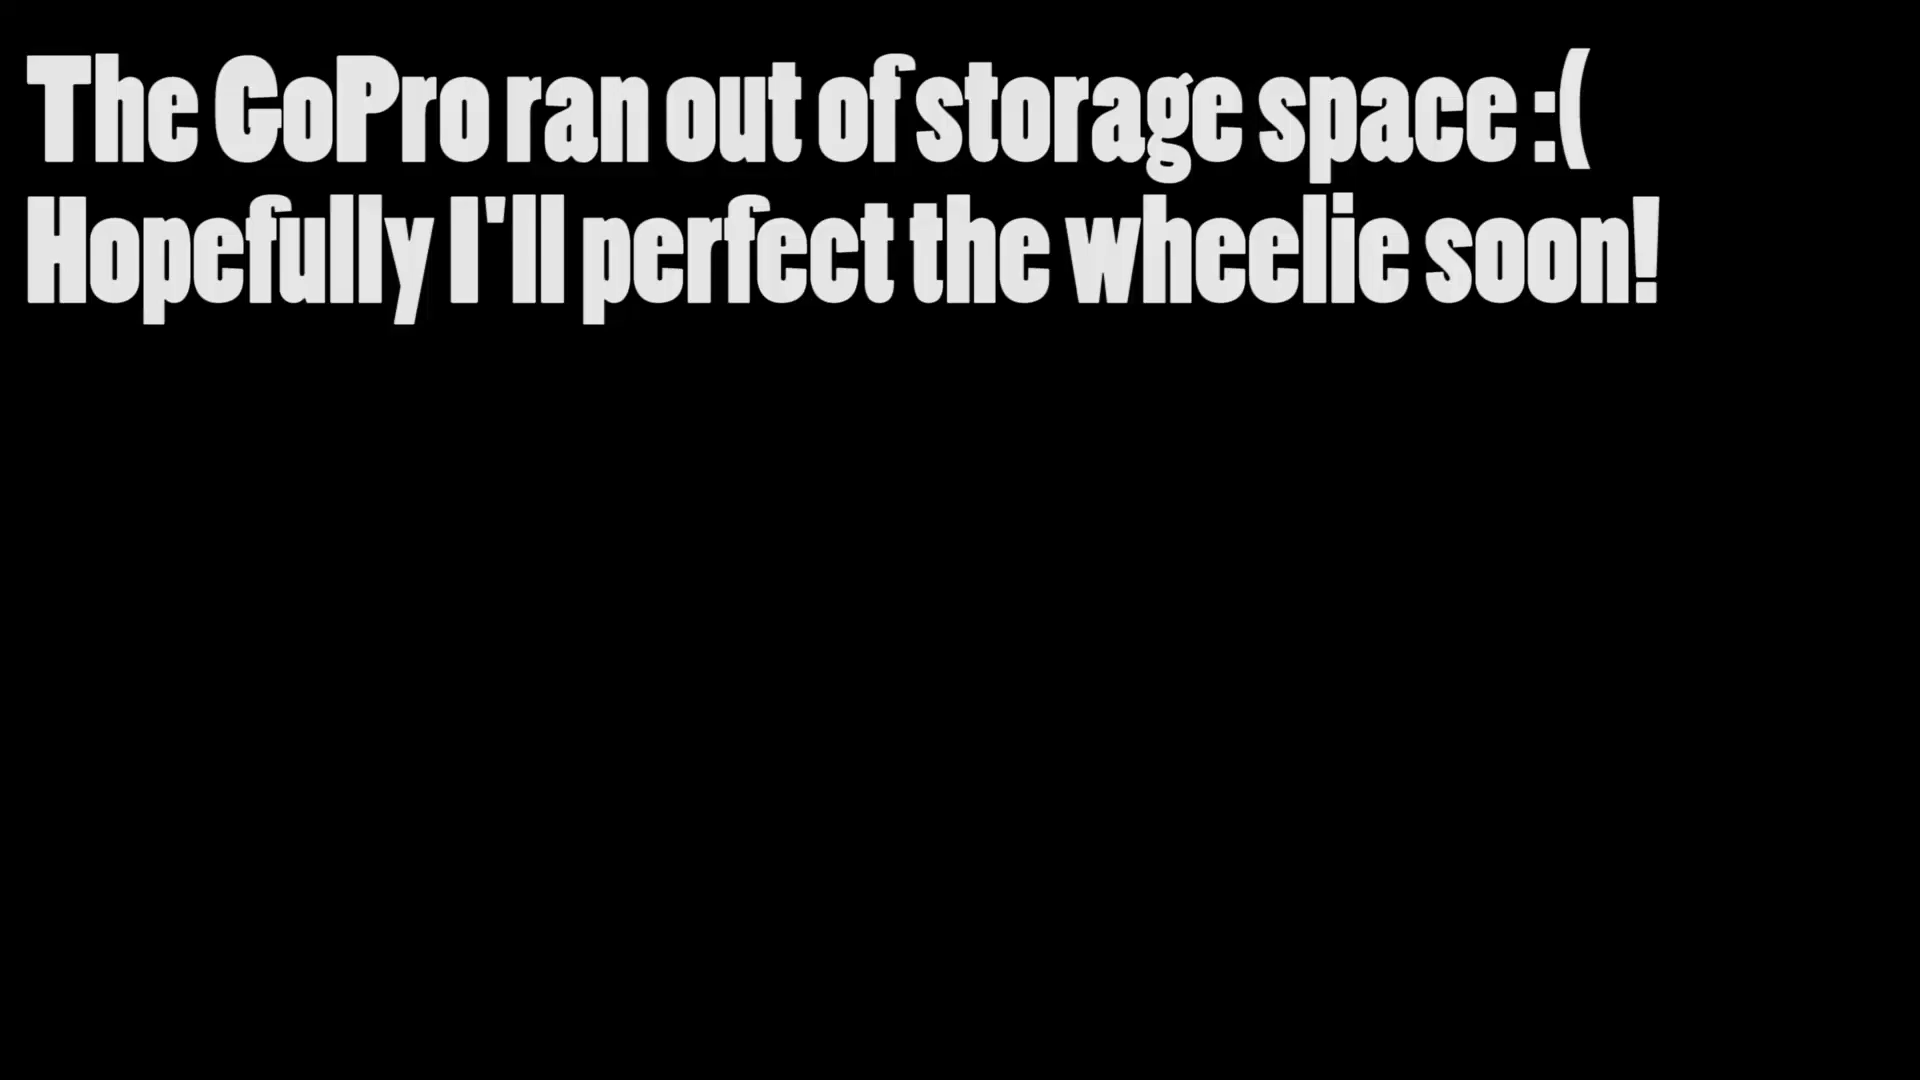 The GoPro ran out of storage space :(
Hopefully I'll perfect the wheelie soon!